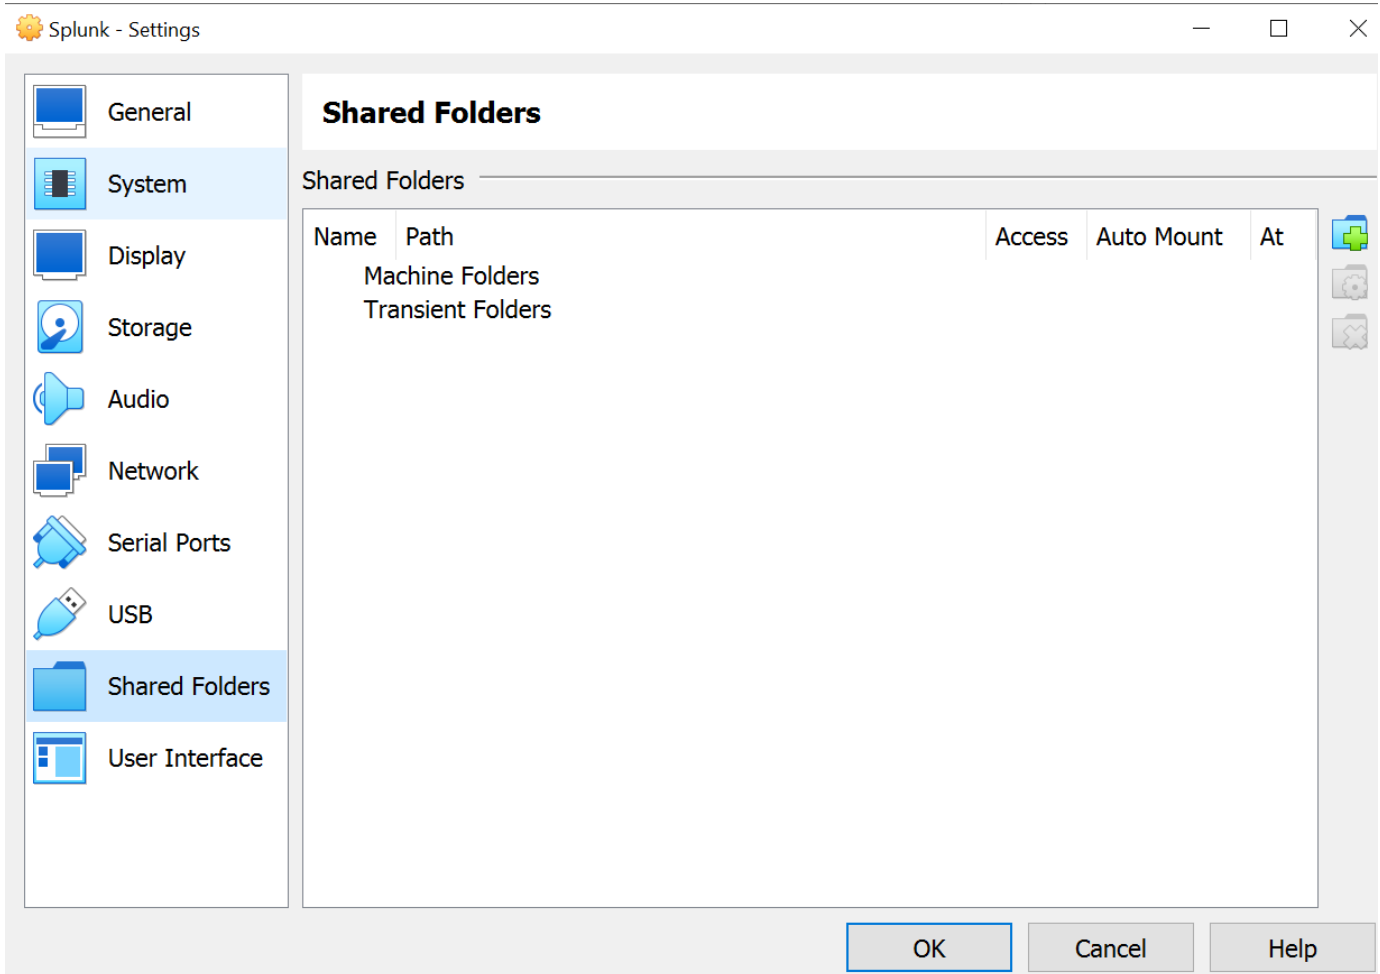 Splunk - Settings
General
System
Display
Storage
Audio
Network
Serial Ports
USB
Shared Folders
User Interface
Shared Folders
Shared Folders
Name Path Access Auto Mount At
Machine Folders
Transient Folders
OK Cancel Help